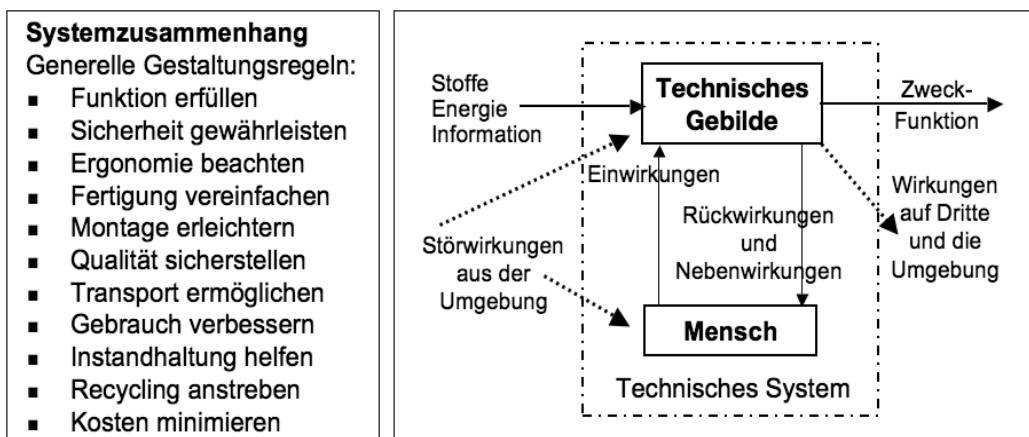 Systemzusammenhang
Generelle Gestaltungsregeln:
▪ Funktion erfüllen
▪ Sicherheit gewährleisten
▪ Ergonomie beachten
▪ Fertigung vereinfachen
▪ Montage erleichtern
▪ Qualität sicherstellen
▪ Transport ermöglichen
▪ Gebrauch verbessern
▪ Instandhaltung helfen
▪ Recycling anstreben
▪ Kosten minimieren
Stoffe
Energie
Information
Technisches
Gebilde
Zweck-
Funktion
Einwirkungen
Rückwirkungen
und
Nebenwirkungen
Wirkungen
auf Dritte
und die
Umgebung
Störwirkungen
aus der
Umgebung
Mensch
Technisches System